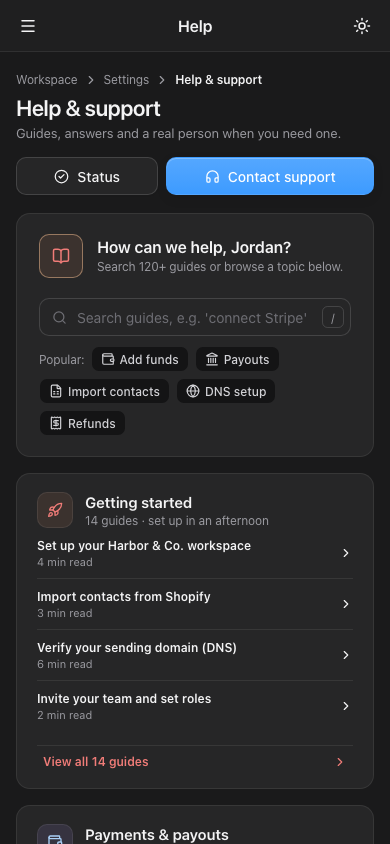 Help
Workspace > Settings > Help & support
Help & support
Guides, answers and a real person when you need one.
Status
Contact support
How can we help, Jordan?
Search 120+ guides or browse a topic below.
Search guides, e.g. 'connect Stripe' /
Popular: Add funds Payouts
Import contacts DNS setup
Refunds
Getting started
14 guides · set up in an afternoon
Set up your Harbor & Co. workspace
4 min read
Import contacts from Shopify
3 min read
Verify your sending domain (DNS)
6 min read
Invite your team and set roles
2 min read
View all 14 guides
Payments & payouts